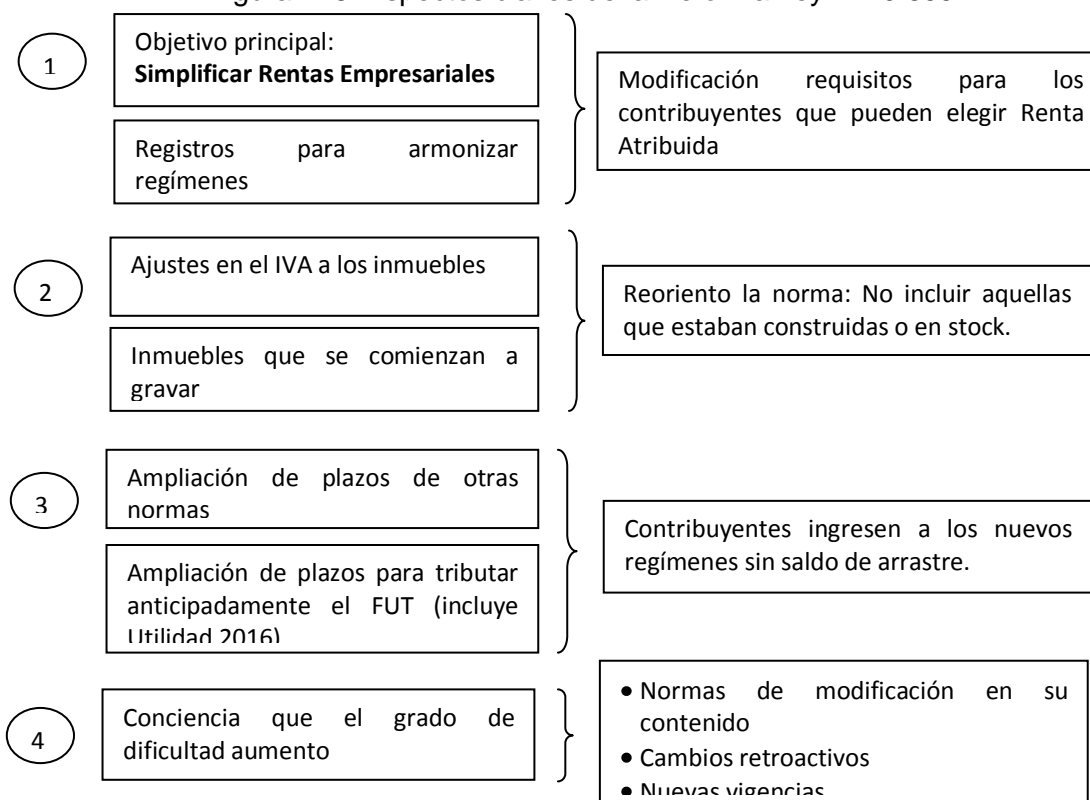 1
Objetivo principal:
Simplificar Rentas Empresariales
Registros para armonizar
regímenes
Modificación requisitos para los
contribuyentes que pueden elegir Renta
Atribuida
2
Ajustes en el IVA a los inmuebles
Inmuebles que se comienzan a
gravar
Reoriento la norma: No incluir aquellas
que estaban construidas o en stock.
3
Ampliación de plazos de otras
normas
Ampliación de plazos para tributar
anticipadamente el FUT (incluye
Utilidad 2016)
Contribuyentes ingresen a los nuevos
regímenes sin saldo de arrastre.
4
Conciencia que el grado de
dificultad aumento
• Normas de modificación en su
contenido
• Cambios retroactivos
• Nuevas vigencias